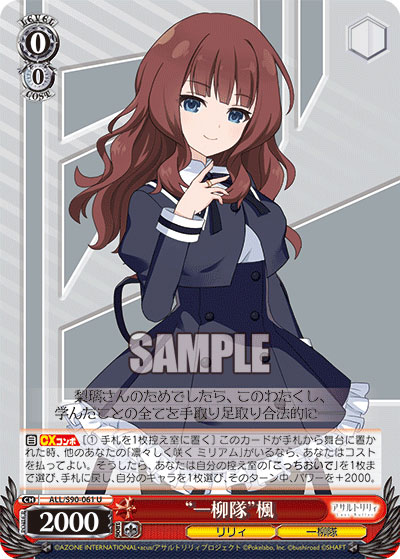 LEVEL
0
0
COST
SAMPLE
梨璃さんのためでしたら、このわたくし、
学んだことの全てを手取り足取り合法的に
自 CXコンボ [① 手札を1枚控え室に置く] このカードが手札から舞台に置か
れた時、他のあなたの「凛々しく咲く ミリアム」がいるなら、あなたはコスト
を払ってよい。そうしたら、あなたは自分の控え室の「こっちおいで」を1枚ま
で選び、手札に戻し、自分のキャラを1枚選び、そのターン中、パワーを+2000。
CH ALL/S90-061 U
2000
“一柳隊”楓
アサルトリリィ
リリィ
一柳隊
©AZONE INTERNATIONAL・acus/アサルトリリィプロジェクト ©Pokelabo, Inc. ©bushiroad ©SHAFT